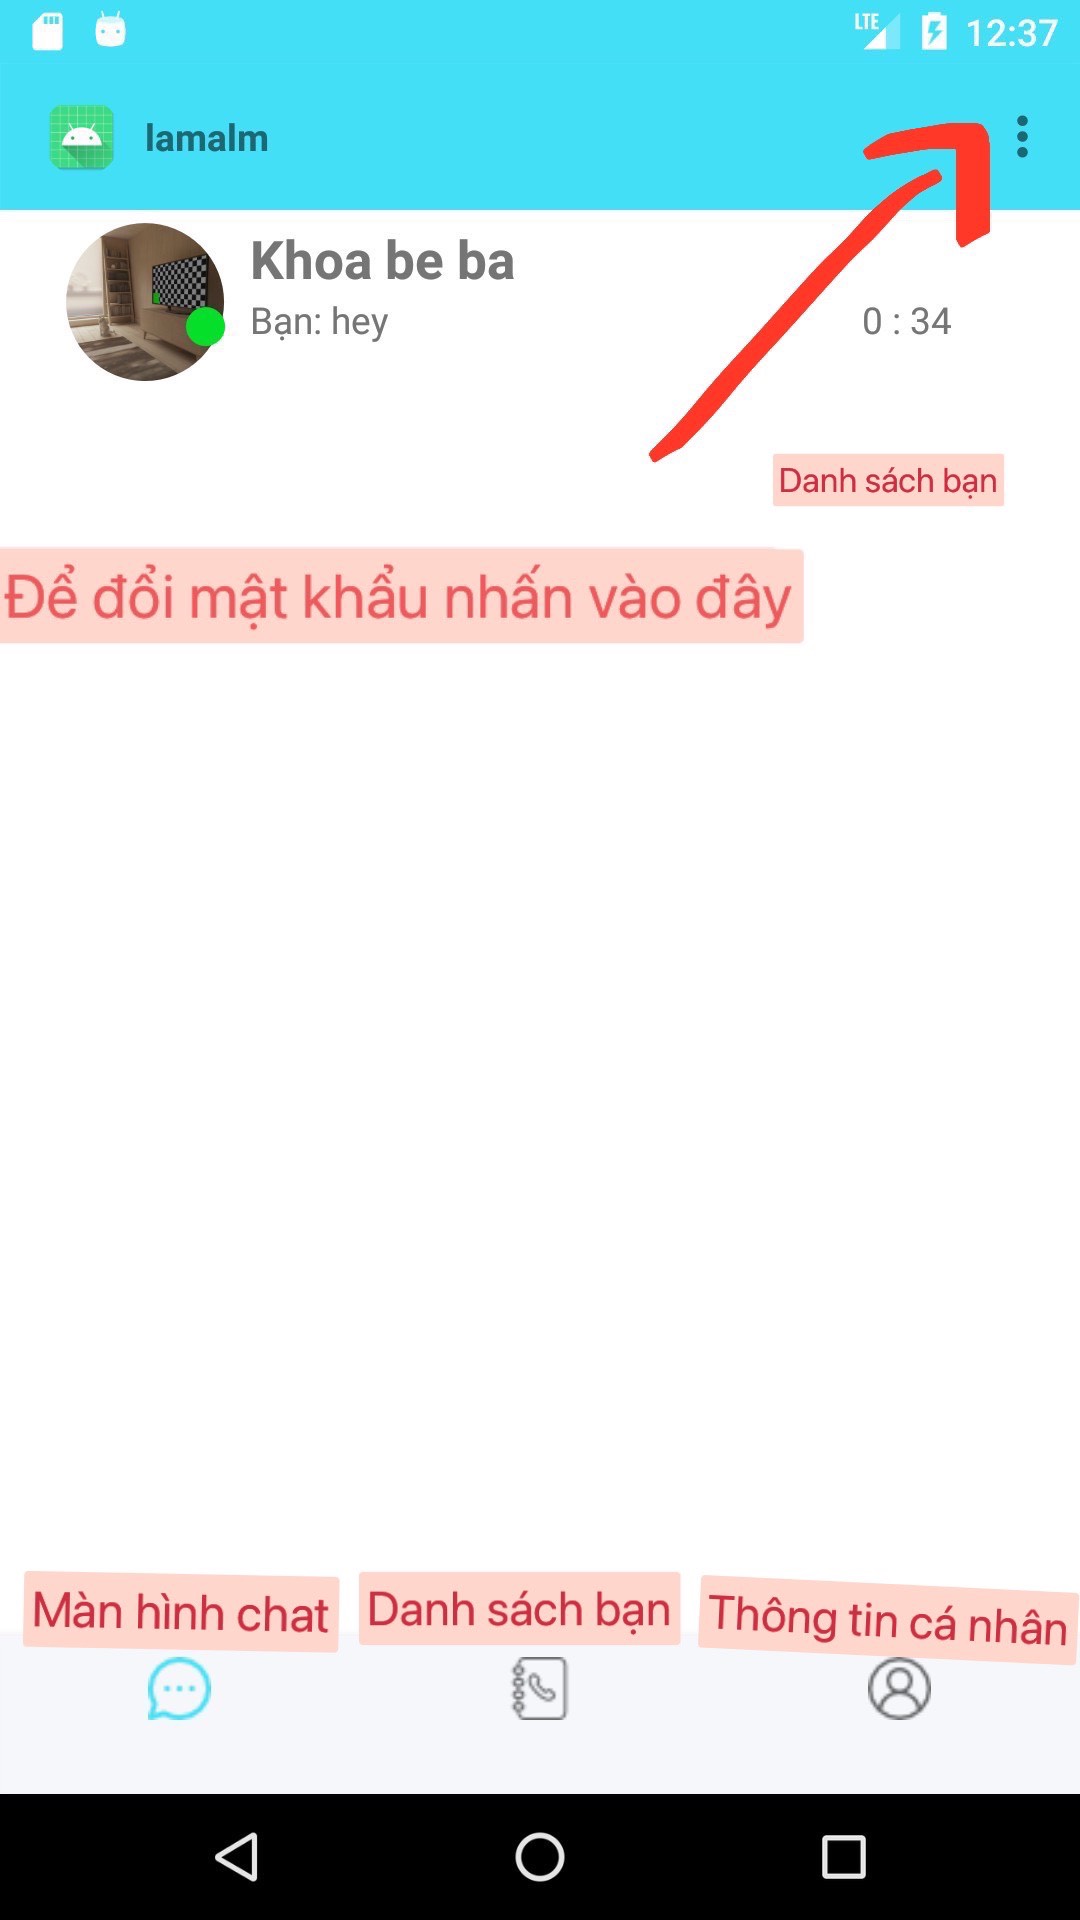 LTE 12:37
lamalm
Khoa be ba
Bạn: hey 0 : 34
Danh sách bạn
Để đổi mật khẩu nhấn vào đây
Màn hình chat Danh sách bạn Thông tin cá nhân